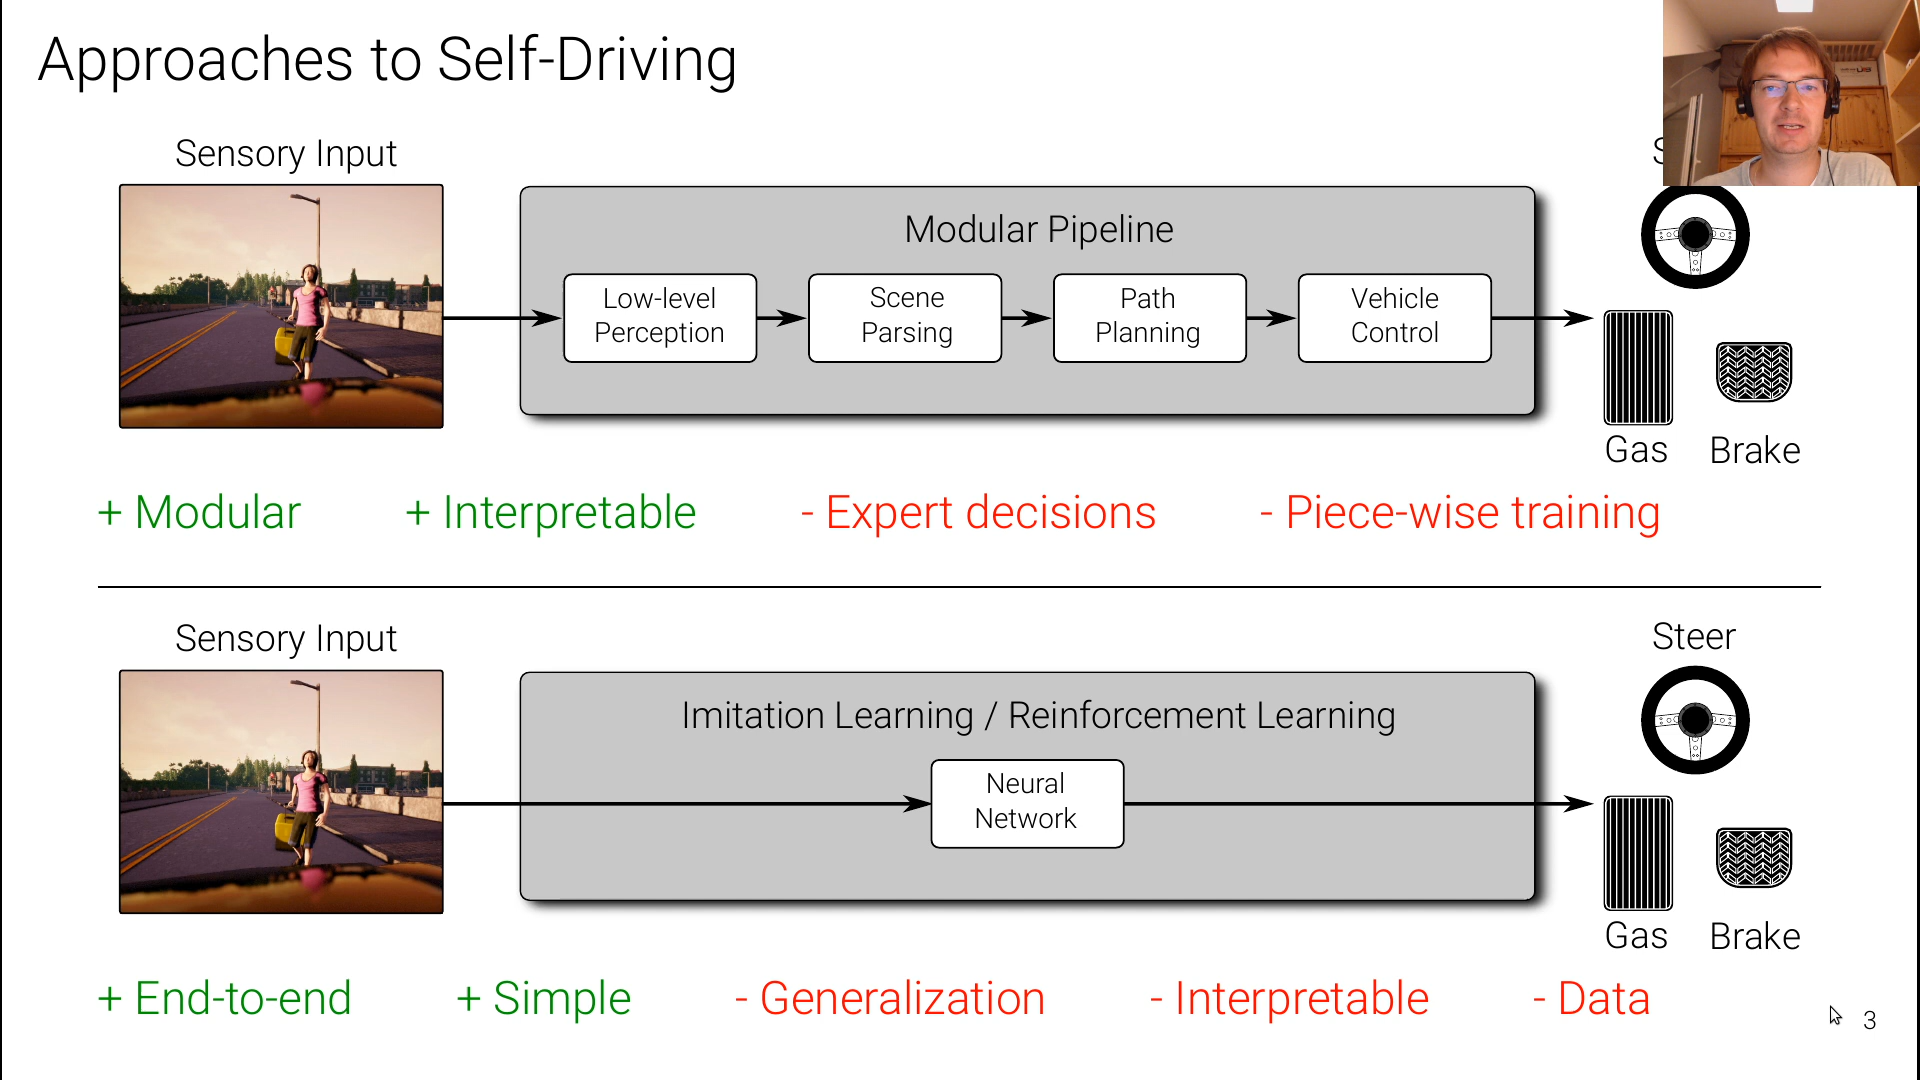 Approaches to Self-Driving
Sensory Input
Modular Pipeline
Low-level
Perception
Scene
Parsing
Path
Planning
Vehicle
Control
Gas
Brake
+ Modular
+ Interpretable
- Expert decisions
- Piece-wise training
Sensory Input
Steer
Imitation Learning / Reinforcement Learning
Neural
Network
Gas
Brake
+ End-to-end
+ Simple
- Generalization
- Interpretable
- Data
3